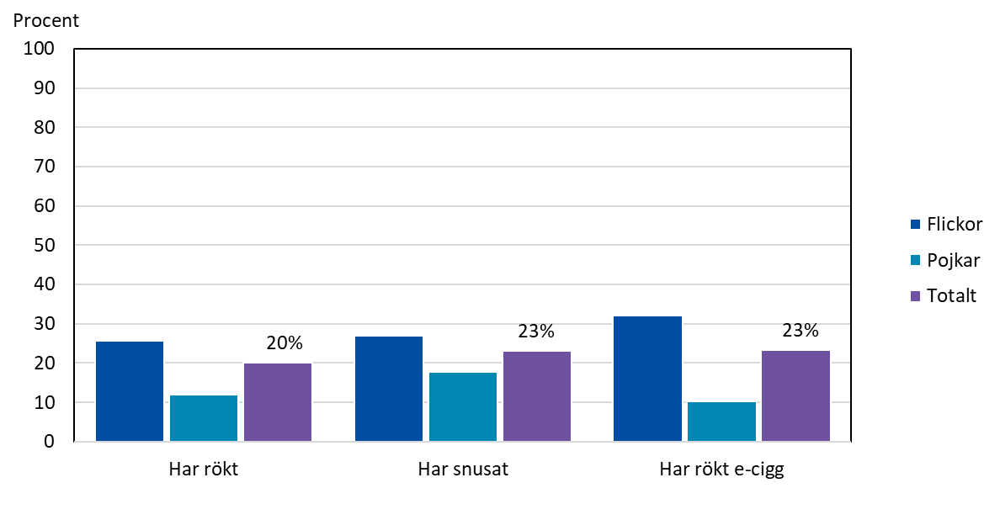 Procent
100
90
80
70
60
50
40
30
20
10
0
20%
23%
23%
Har rökt
Har snusat
Har rökt e-cigg
Flickor
Pojkar
Totalt